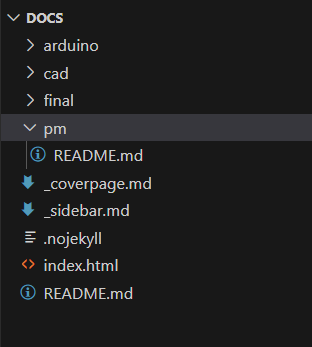 DOCS
arduino
cad
final
pm
README.md
_coverpage.md
_sidebar.md
.nojekyll
index.html
README.md